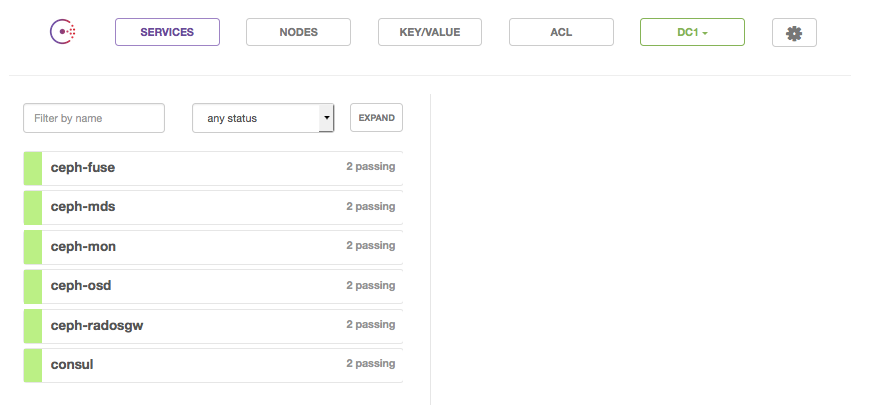 SERVICES NODES KEY/VALUE ACL DC1
Filter by name any status EXPAND
ceph-fuse 2 passing
ceph-mds 2 passing
ceph-mon 2 passing
ceph-osd 2 passing
ceph-radosgw 2 passing
consul 2 passing